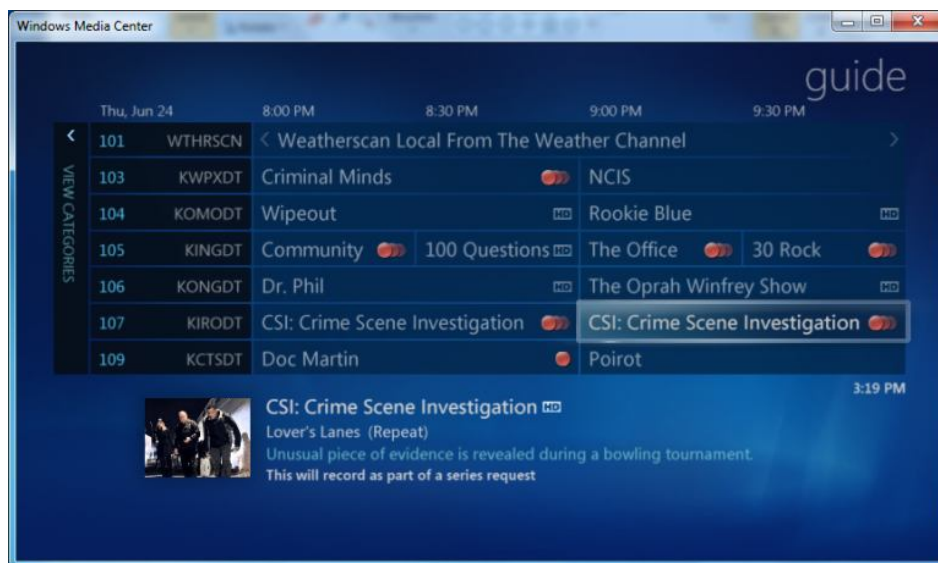 Windows Media Center
guide
Thu, Jun 24 8:00 PM 8:30 PM 9:00 PM 9:30 PM
VIEW CATEGORIES
101 WTHRSCN Weatherscan Local From The Weather Channel
103 KWPXDT Criminal Minds NCIS
104 KOMODT Wipeout HD Rookie Blue HD
105 KINGDT Community 100 Questions HD The Office 30 Rock
106 KONGDT Dr. Phil HD The Oprah Winfrey Show HD
107 KIRODT CSI: Crime Scene Investigation CSI: Crime Scene Investigation
109 KCTSDT Doc Martin Poirot
3:19 PM
CSI: Crime Scene Investigation HD
Lover's Lanes (Repeat)
Unusual piece of evidence is revealed during a bowling tournament.
This will record as part of a series request